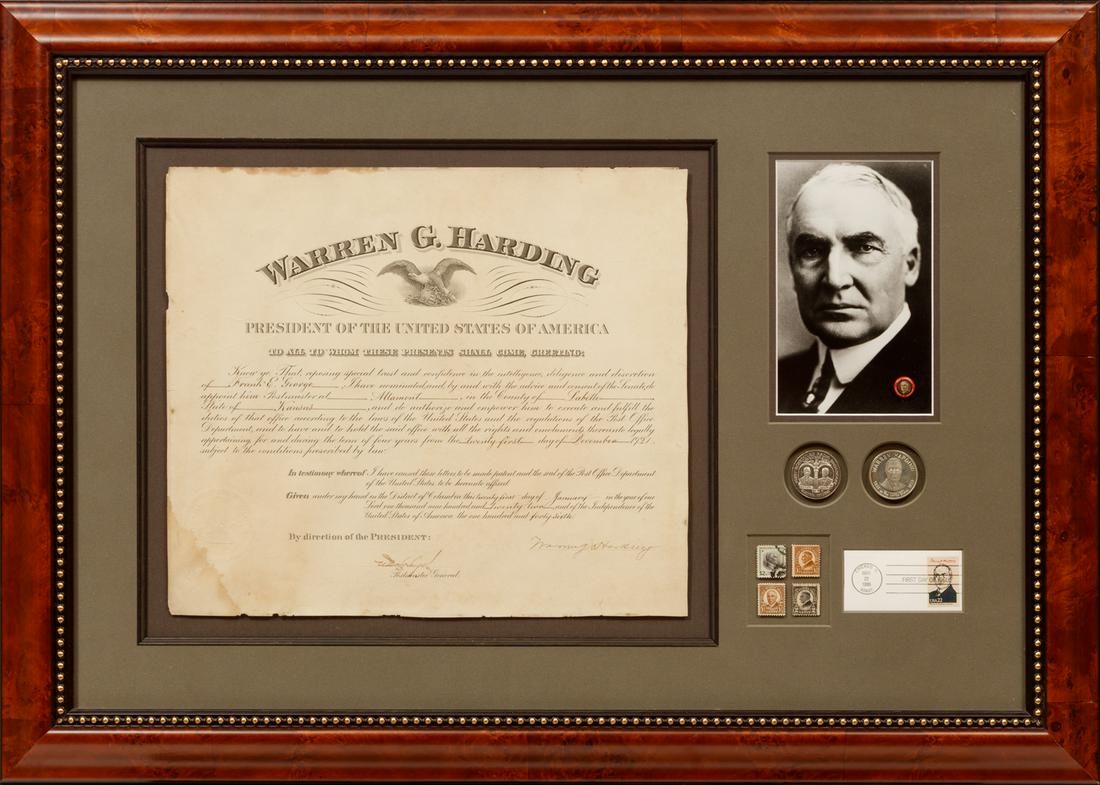 WARREN G. HARDING
PRESIDENT OF THE UNITED STATES OF AMERICA
TO ALL TO WHOM THESE PRESENTS SHALL COME, GREETING:
Know ye, That, reposing special trust and confidence in the intelligence, diligence and discretion
of Frank E. George, I have nominated, and, by and with the advice and consent of the Senate, do
appoint him Postmaster at Altamont, in the County of Labette
State of Kansas, and do authorize and empower him to execute and fulfill the
duties of that office according to the laws of the United States and the regulations of the Post Office
Department, and to have and to hold the said office with all the rights and emoluments thereunto legally
appertaining, for and during the term of four years from the twenty first day of December 1921.
subject to the conditions prescribed by law.
In testimony whereof I have caused these letters to be made patent and the seal of the Post Office Department
of the United States to be hereunto affixed
Given under my hand in the District of Columbia this twenty first day of January in the year of our
Lord one thousand nine hundred and twenty two and of the Independence of the
United States of America the one hundred and forty sixth.
By direction of the PRESIDENT:
Warren G Harding
Postmaster General.
WARREN HARDING
AUG
22
1986
FIRST DAY OF ISSUE
USA 22